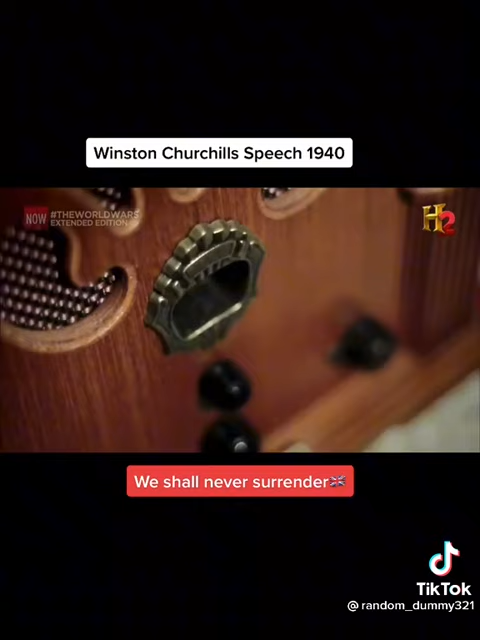 Winston Churchills Speech 1940
NOW #THEWORLDWARS
EXTENDED EDITION
H2
We shall never surrender🇬🇧
TikTok
@random_dummy321